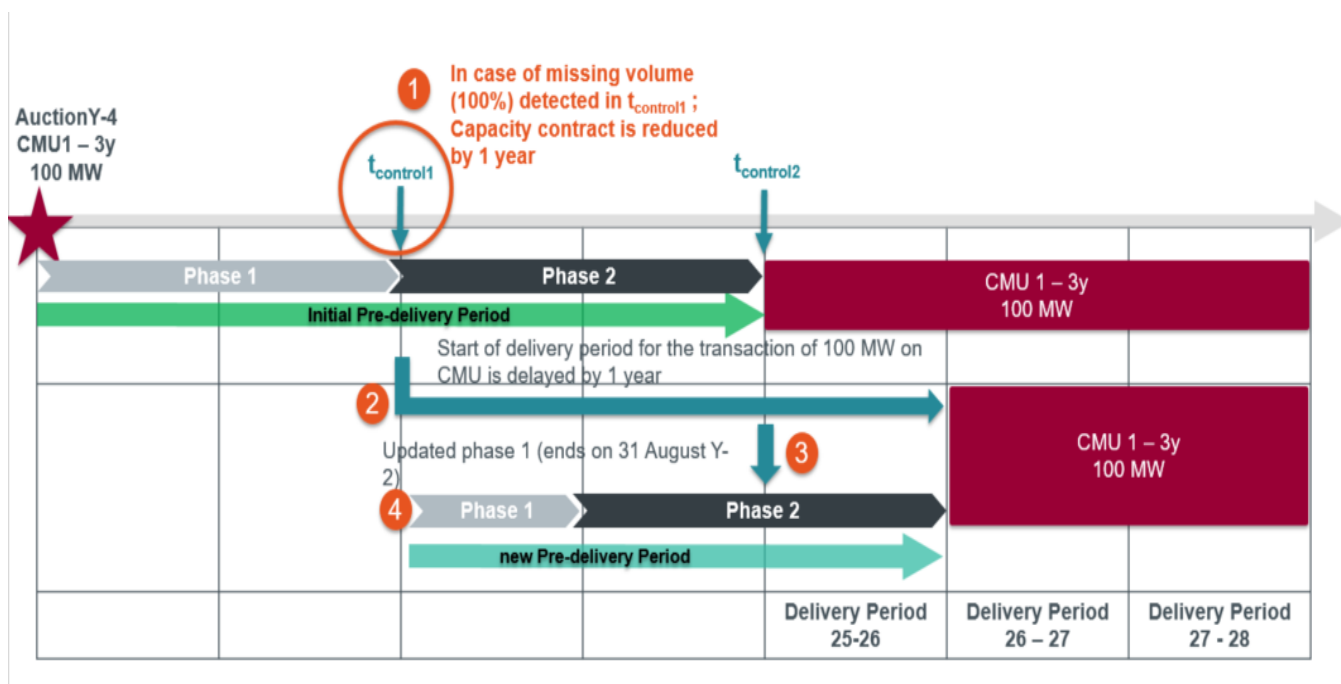 1
In case of missing volume
(100%) detected in tcontrol1 ;
Capacity contract is reduced
by 1 year
AuctionY-4
CMU1 – 3y
100 MW
tcontrol1
tcontrol2
Phase 1
Phase 2
CMU 1 – 3y
100 MW
Initial Pre-delivery Period
Start of delivery period for the transaction of 100 MW on
CMU is delayed by 1 year
2
CMU 1 – 3y
100 MW
Updated phase 1 (ends on 31 August Y-
2)
3
4
Phase 1
Phase 2
new Pre-delivery Period
Delivery Period
25-26
Delivery Period
26 – 27
Delivery Period
27 - 28